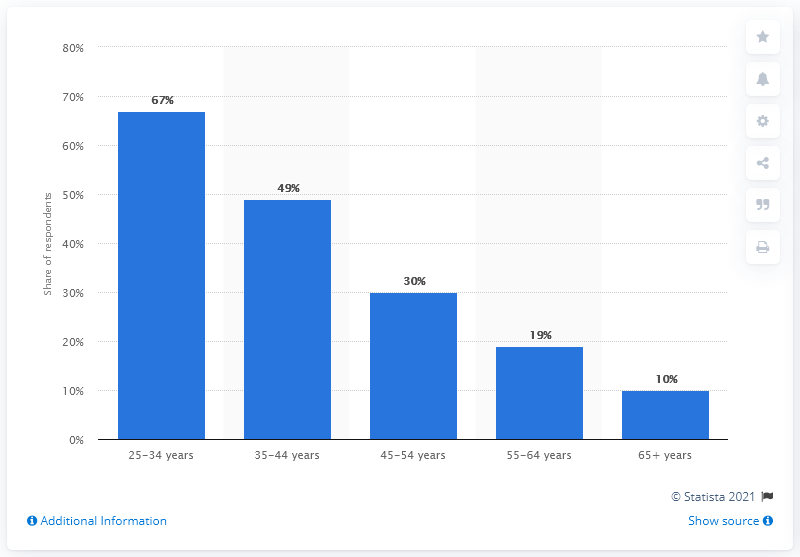 80%
70%
60%
50%
40%
30%
20%
10%
0%
Share of respondents
67%
49%
30%
19%
10%
25-34 years
35-44 years
45-54 years
55-64 years
65+ years
© Statista 2021
Additional Information
Show source